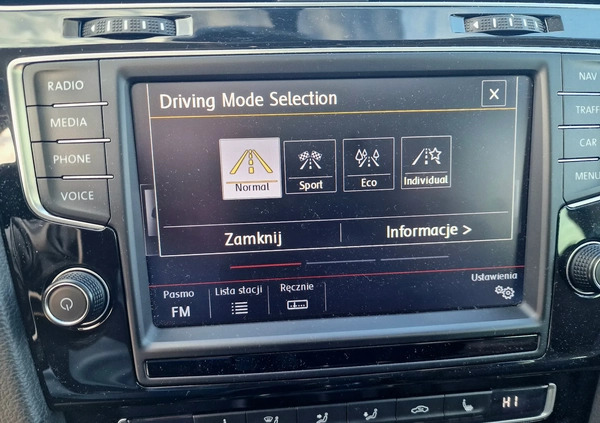 RADIO
MEDIA
PHONE
VOICE
Driving Mode Selection
X
Normal
Sport
Eco
Individual
Zamknij
Informacje >
Pasmo
FM
Lista stacji
Ręcznie
Ustawienia
NAV
TRAFF
CAR
MENU
HI